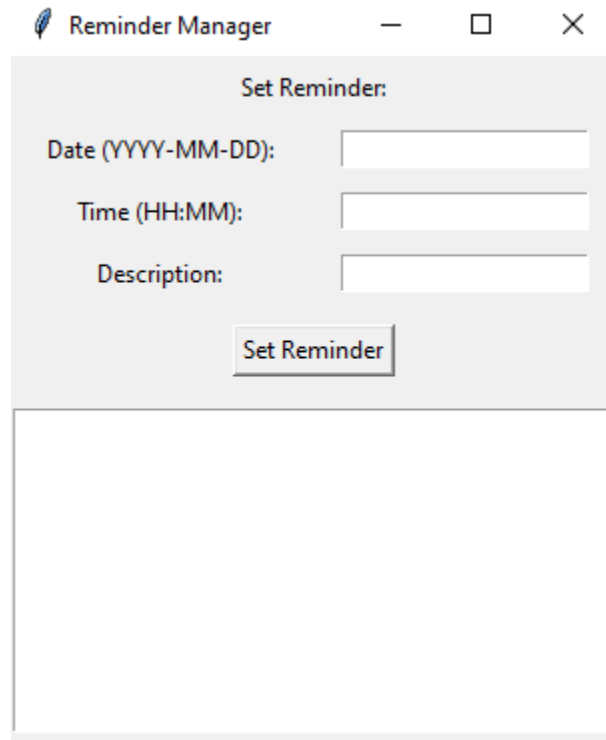 Reminder Manager
Set Reminder:
Date (YYYY-MM-DD):
Time (HH:MM):
Description:
Set Reminder